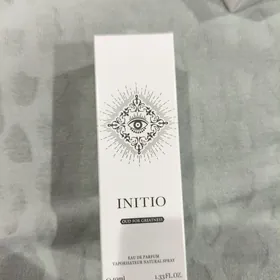 INITIO
OUD FOR GREATNESS
EAU DE PARFUM
VAPORISATEUR NATURAL SPRAY
1.33FL.OZ.